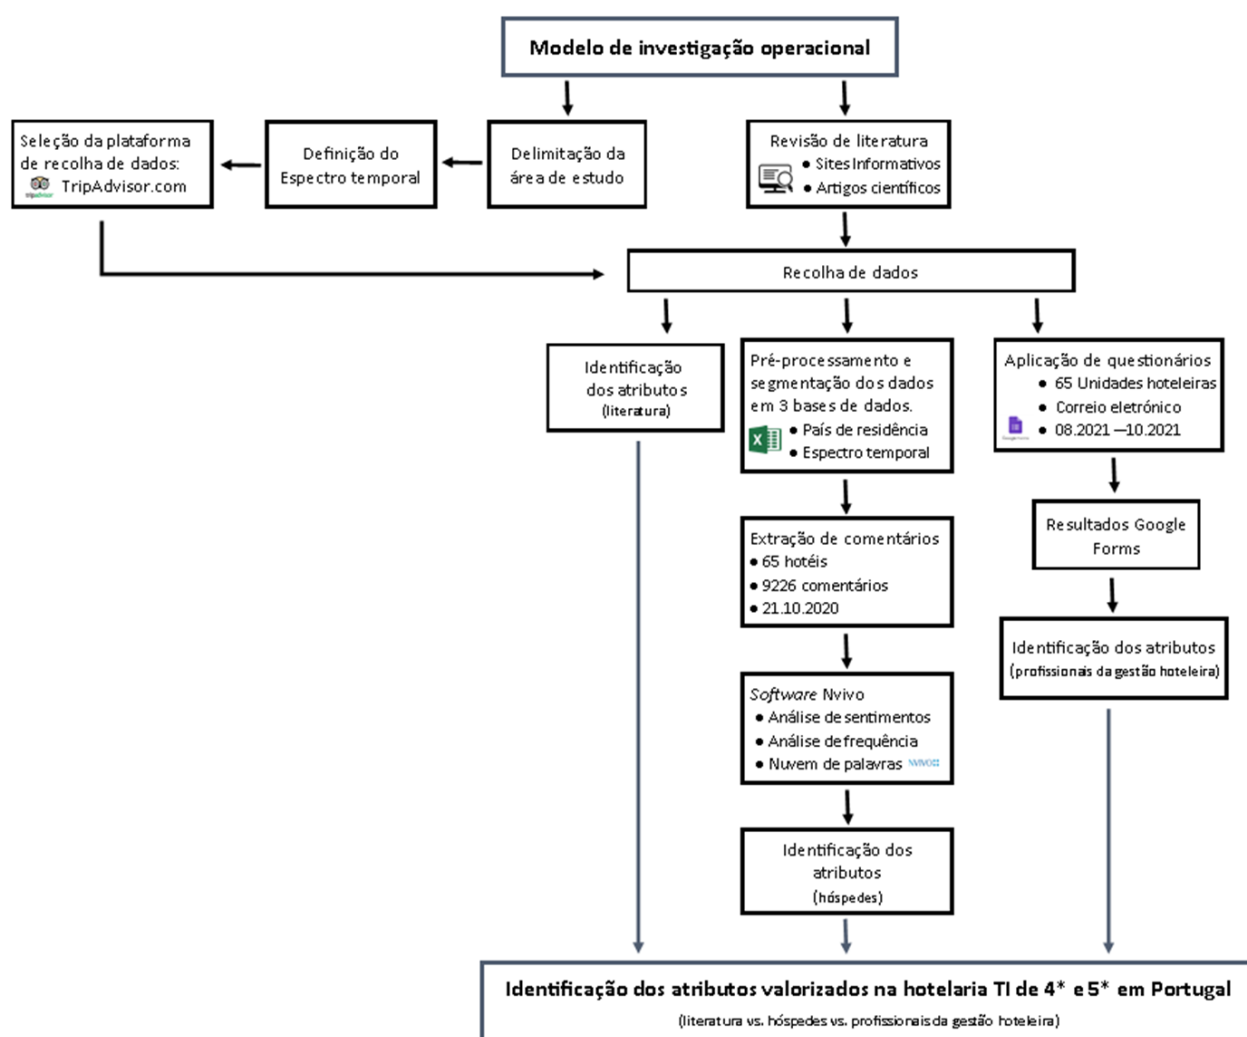 Modelo de investigação operacional
Seleção da plataforma
de recolha de dados:
TripAdvisor.com
tripadvisor
Definição do
Espectro temporal
Delimitação da
área de estudo
Revisão de literatura
● Sites Informativos
● Artigos científicos
Recolha de dados
Identificação
dos atributos
(literatura)
Pré-processamento e
segmentação dos dados
em 3 bases de dados.
● País de residência
● Espectro temporal
Aplicação de questionários
● 65 Unidades hoteleiras
● Correio eletrónico
● 08.2021 —10.2021
Extração de comentários
● 65 hotéis
● 9226 comentários
● 21.10.2020
Resultados Google
Forms
Identificação dos atributos
(profissionais da gestão hoteleira)
Software Nvivo
● Análise de sentimentos
● Análise de frequência
● Nuvem de palavras
NVIVO
Identificação dos
atributos
(hóspedes)
Identificação dos atributos valorizados na hotelaria TI de 4* e 5* em Portugal
(literatura vs. hóspedes vs. profissionais da gestão hoteleira)